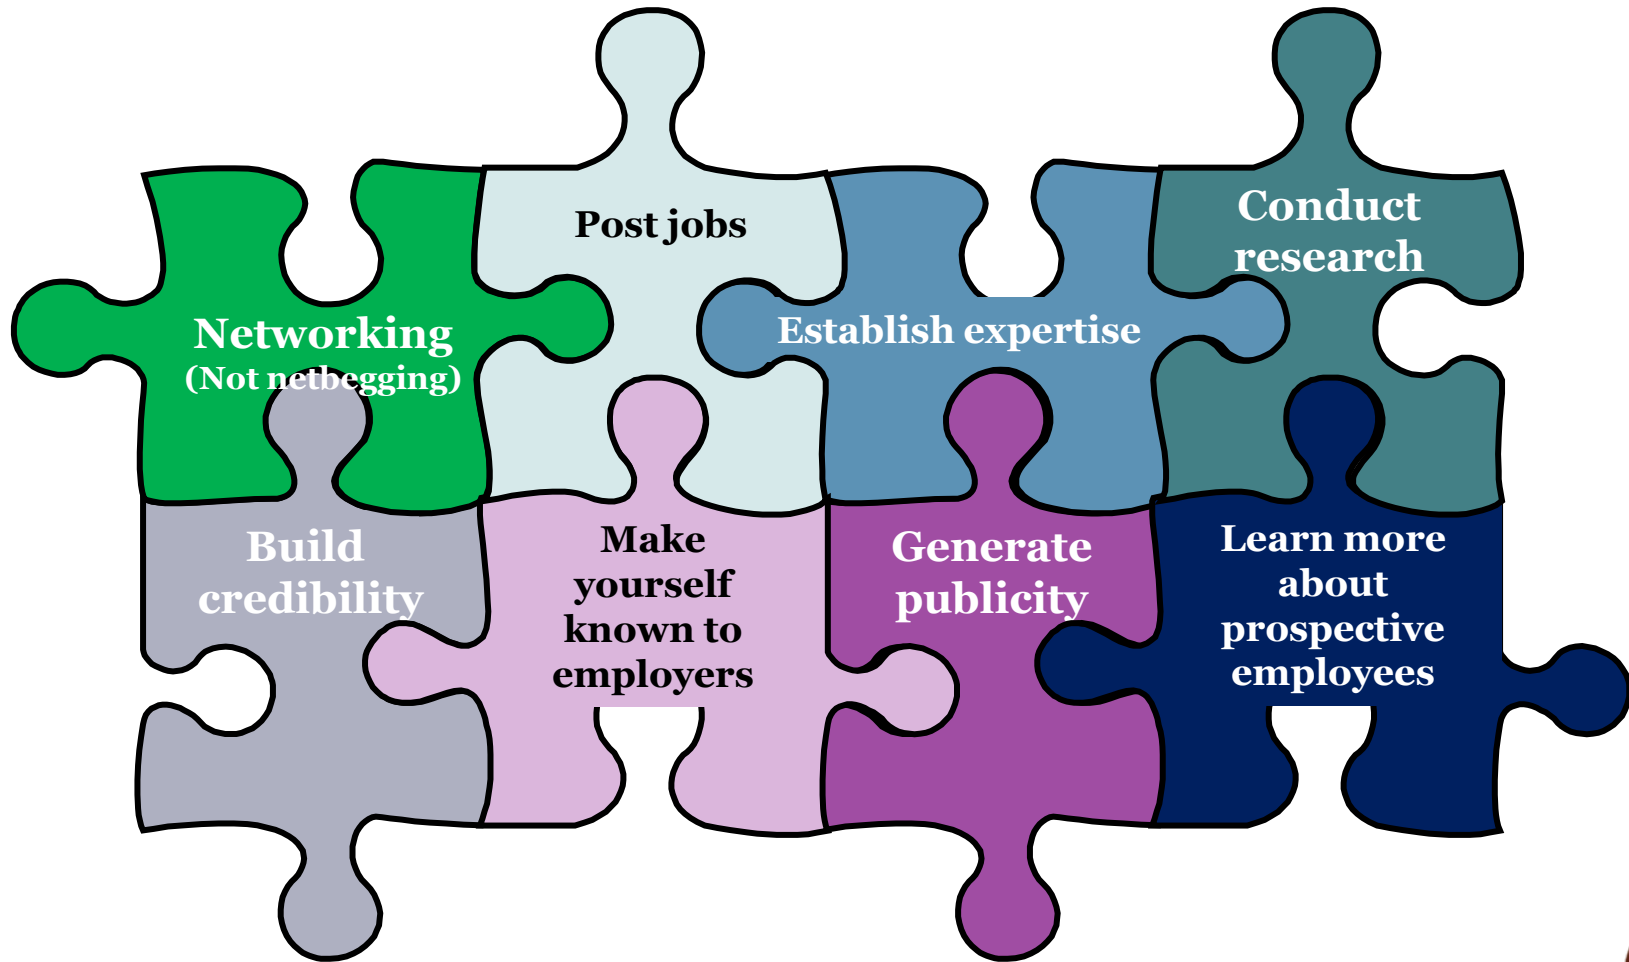 Networking
(Not netbegging)
Post jobs
Establish expertise
Conduct
research
Build
credibility
Make
yourself
known to
employers
Generate
publicity
Learn more
about
prospective
employees